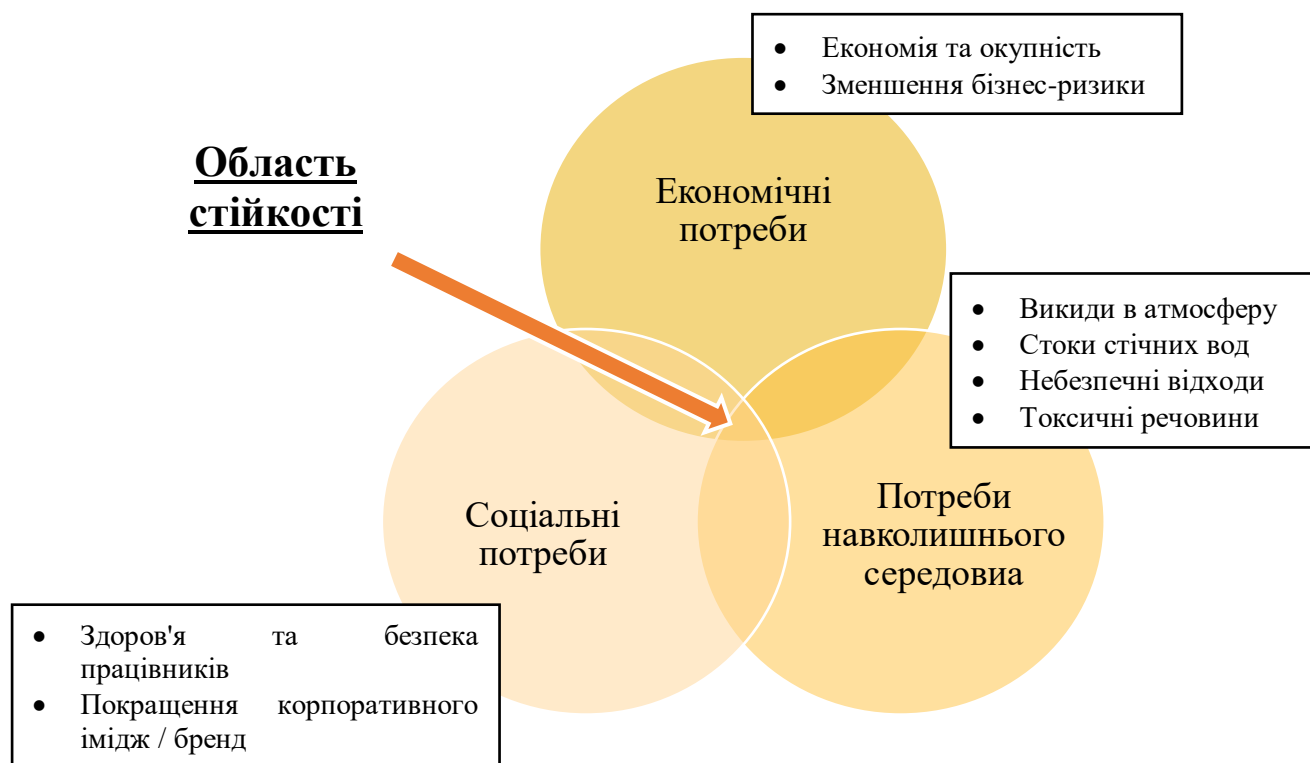 • Економія та окупність
• Зменшення бізнес-ризики
Область
стійкості
Економічні
потреби
• Викиди в атмосферу
• Стоки стічних вод
• Небезпечні відходи
• Токсичні речовини
Соціальні
потреби
Потреби
навколишнього
середовиа
• Здоров'я та безпека
працівників
• Покращення корпоративного
імідж / бренд